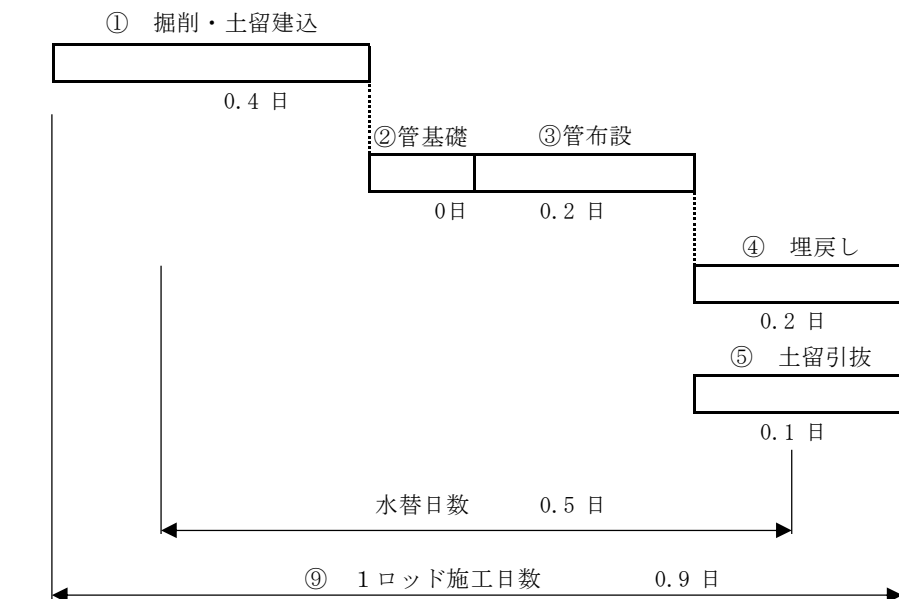 ① 掘削・土留建込
0.4 日
②管基礎 ③管布設
0日 0.2 日
④ 埋戻し
0.2 日
⑤ 土留引抜
0.1 日
水替日数 0.5 日
⑨ 1ロッド施工日数 0.9 日